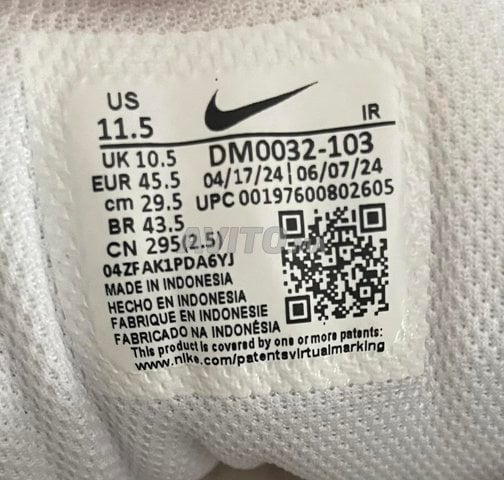 US
11.5
IR
UK 10.5
DM0032-103
EUR 45.5
04/17/24 | 06/07/24
cm 29.5
UPC 00197600802605
BR 43.5
CN 295(2.5)
AVITO
04ZFAK1PDA6YJ
MADE IN INDONESIA
HECHO EN INDONESIA
FABRIQUE EN INDONESIE
FABRICADO NA INDONÉSIA
This product is covered by one or more patents:
www.nike.com/patentsvirtualmarking